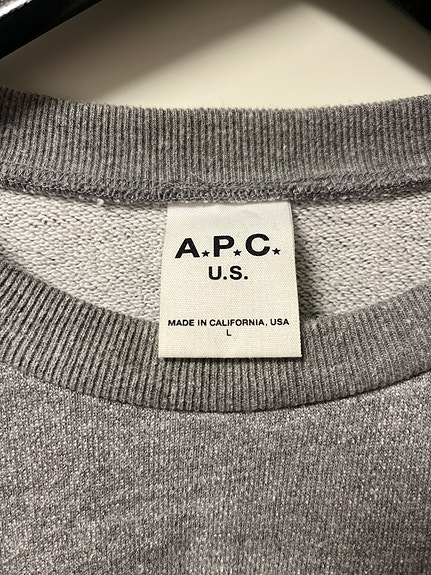 A★P★C★
U.S.
MADE IN CALIFORNIA, USA
L